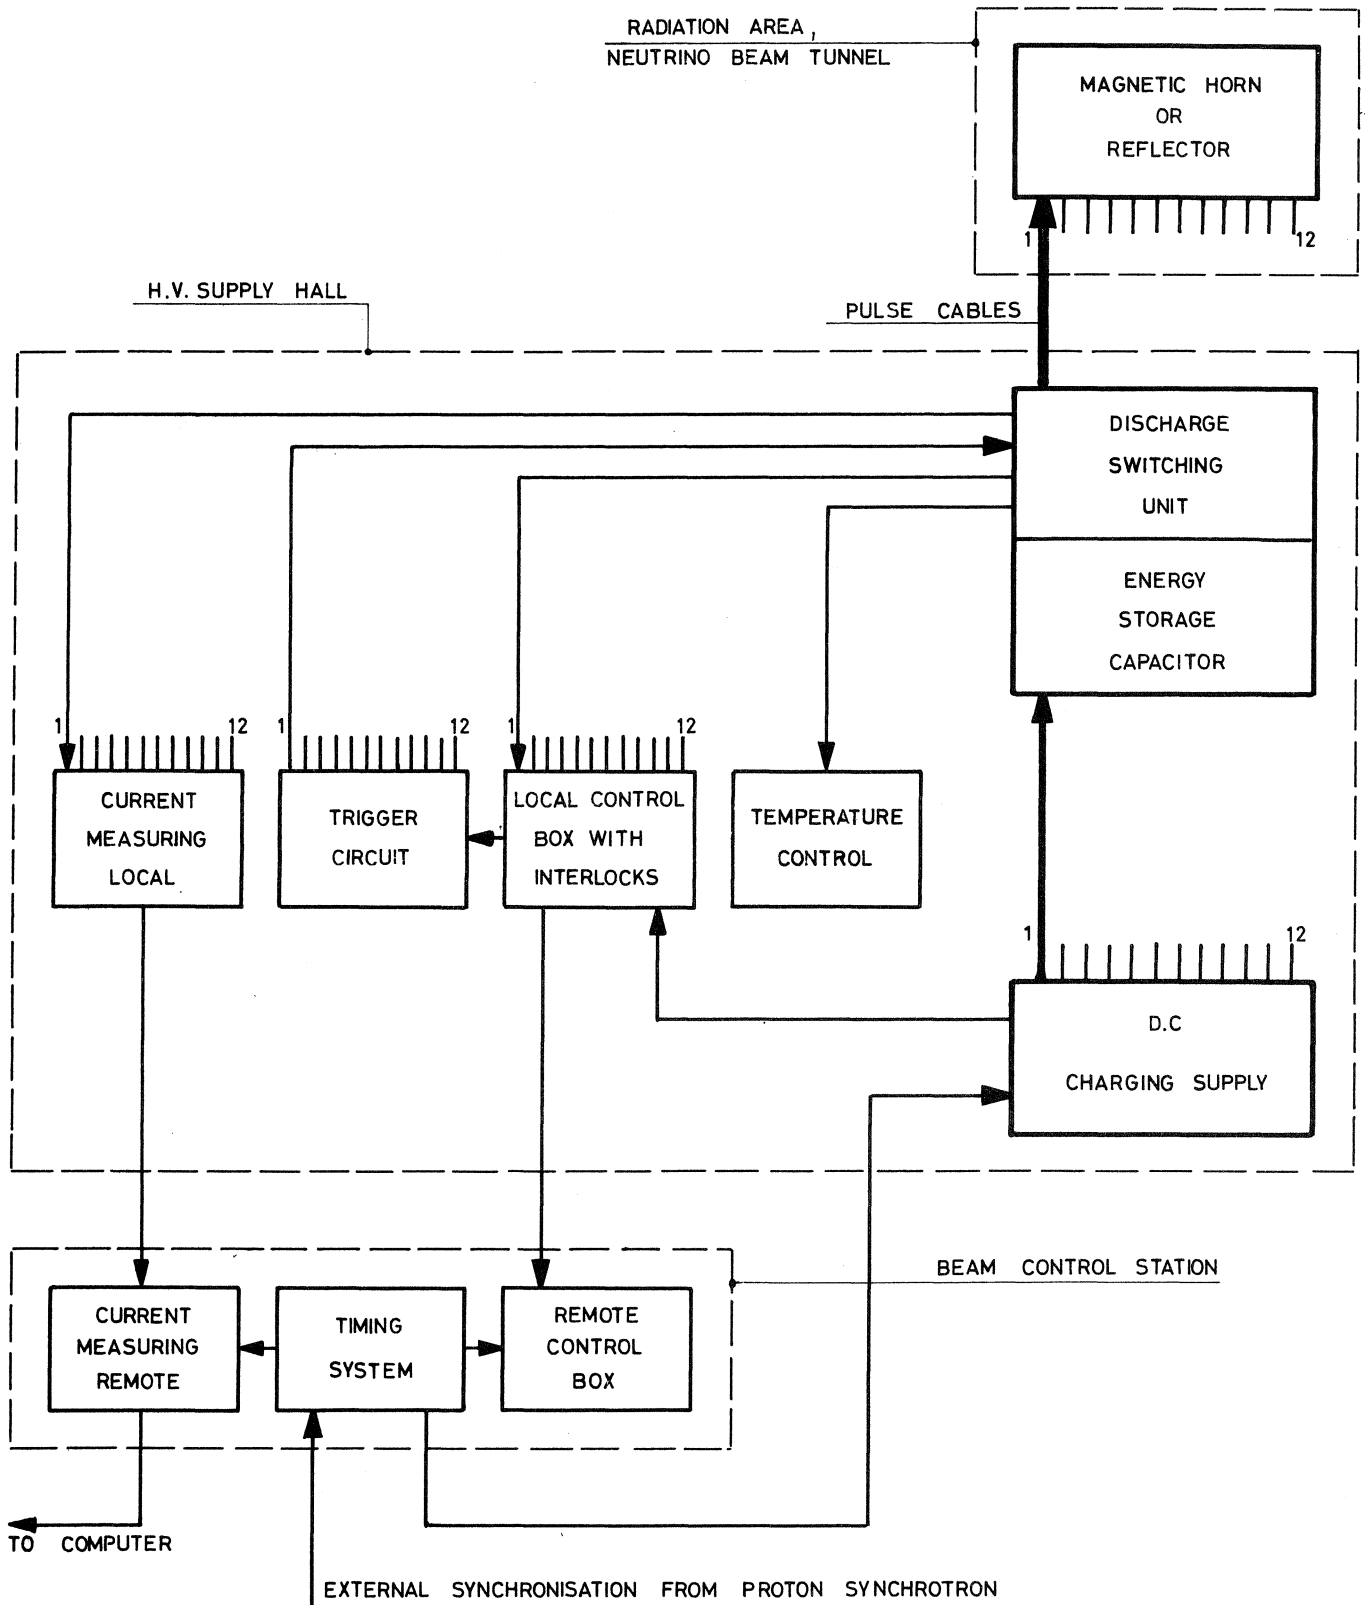 RADIATION AREA,
NEUTRINO BEAM TUNNEL
MAGNETIC HORN
OR
REFLECTOR
1
12
H.V. SUPPLY HALL
PULSE CABLES
DISCHARGE
SWITCHING
UNIT
ENERGY
STORAGE
CAPACITOR
1
12
1
12
1
12
CURRENT
MEASURING
LOCAL
TRIGGER
CIRCUIT
LOCAL CONTROL
BOX WITH
INTERLOCKS
TEMPERATURE
CONTROL
1
12
D.C
CHARGING SUPPLY
BEAM CONTROL STATION
CURRENT
MEASURING
REMOTE
TIMING
SYSTEM
REMOTE
CONTROL
BOX
TO COMPUTER
EXTERNAL SYNCHRONISATION FROM PROTON SYNCHROTRON